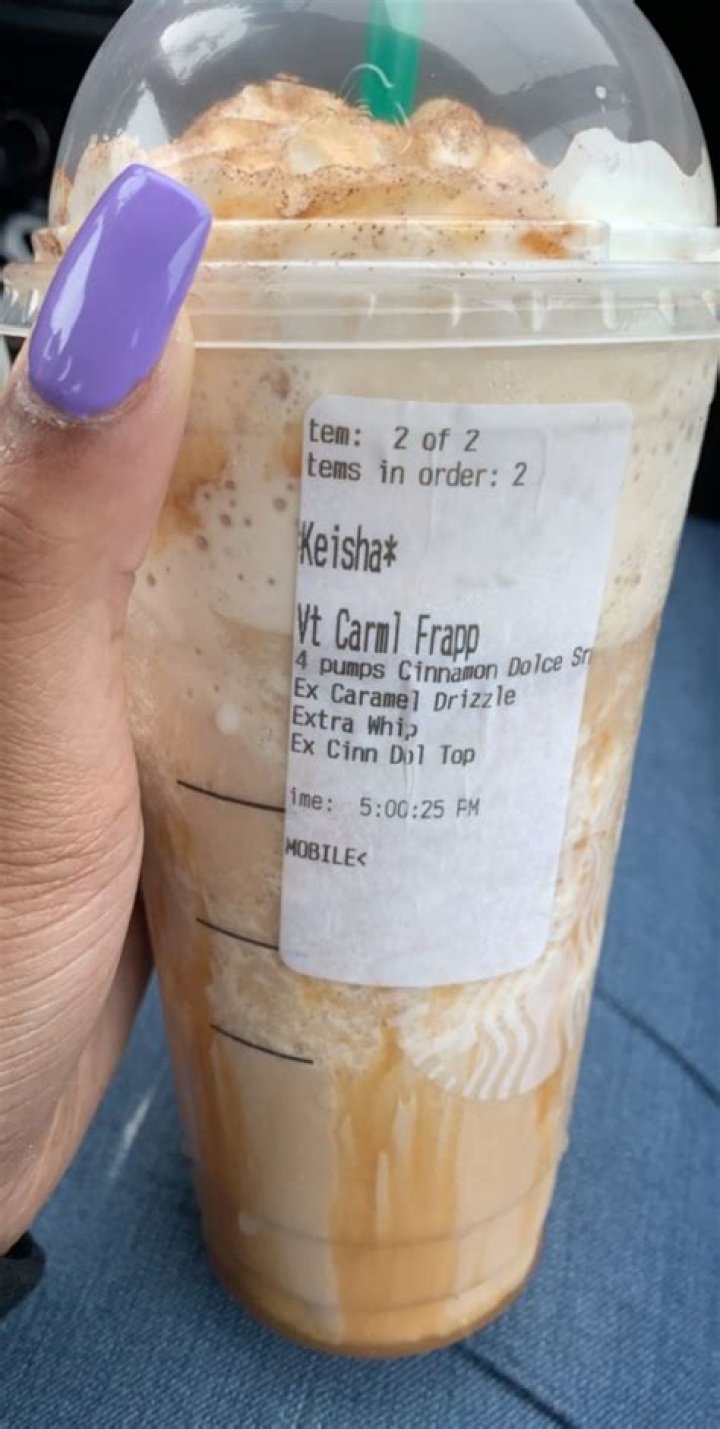 tem: 2 of 2
tems in order: 2
Keisha*
Vt Carml Frapp
4 pumps Cinnamon Dolce Sr
Ex Caramel Drizzle
Extra Whip
Ex Cinn Dol Top
ime: 5:00:25 PM
MOBILE<